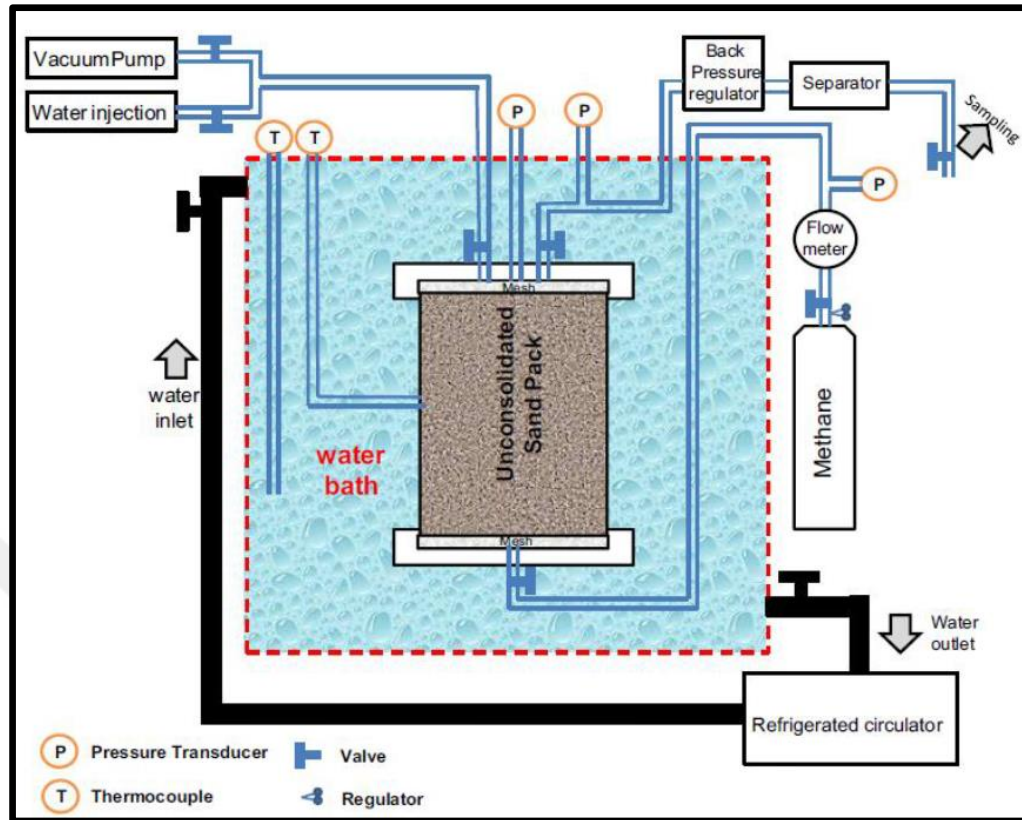 VacuumPump
Water injection
T
T
P
P
Back
Pressure
regulator
Separator
Sampling
P
Flow
meter
Mesh
Unconsolidated
Sand Pack
Mesh
water
inlet
water
bath
Methane
Water
outlet
Refrigerated circulator
P Pressure Transducer
Valve
T Thermocouple
Regulator